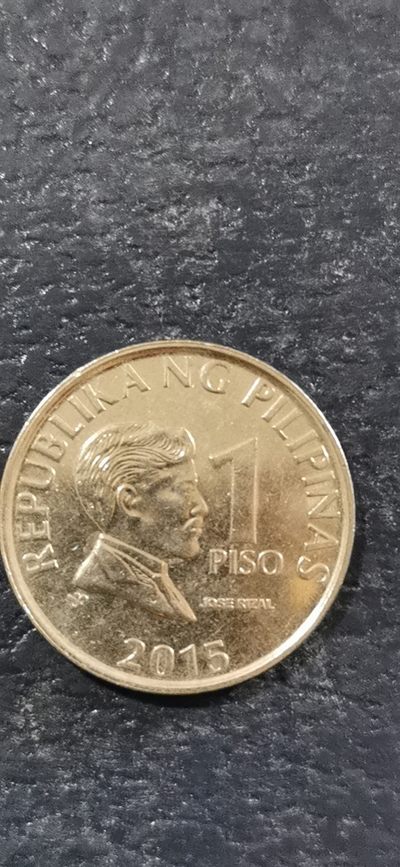 REPUBLIKA NG PILIPINAS
1
PISO
JOSE RIZAL
2015